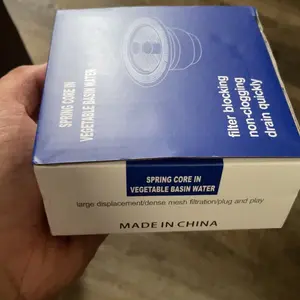 SPRING CORE IN
VEGETABLE BASIN WATER
filter blocking
non-clogging
drain quickly
SPRING CORE IN
VEGETABLE BASIN WATER
large displacement/dense mesh filtration/plug and play
MADE IN CHINA